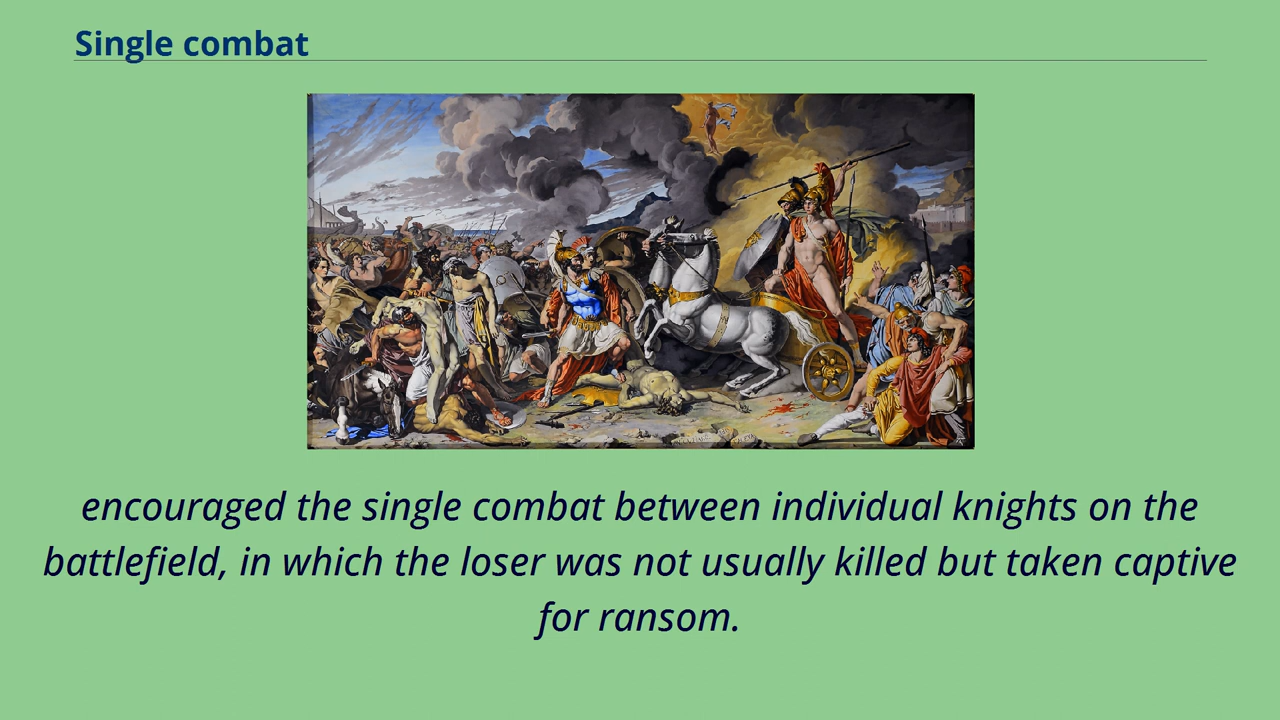 Single combat
encouraged the single combat between individual knights on the
battlefield, in which the loser was not usually killed but taken captive
for ransom.